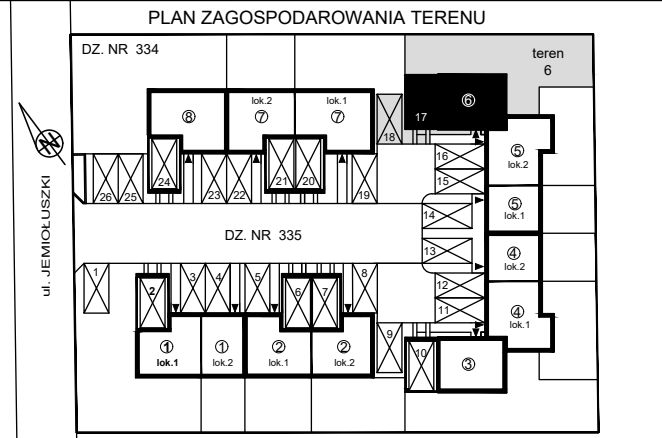 PLAN ZAGOSPODAROWANIA TERENU
DZ. NR 334
teren
6
17
⑥
18
⑧
lok.2
⑦
lok.1
⑦
16
15
⑤
lok.2
26
25
24
23
22
21
20
19
14
⑤
lok.1
ul. JEMIOŁUSZKI
N
DZ. NR 335
13
④
lok.2
1
2
3
4
5
6
7
8
12
11
④
lok.1
①
lok.1
①
lok.2
②
lok.1
②
lok.2
9
10
③